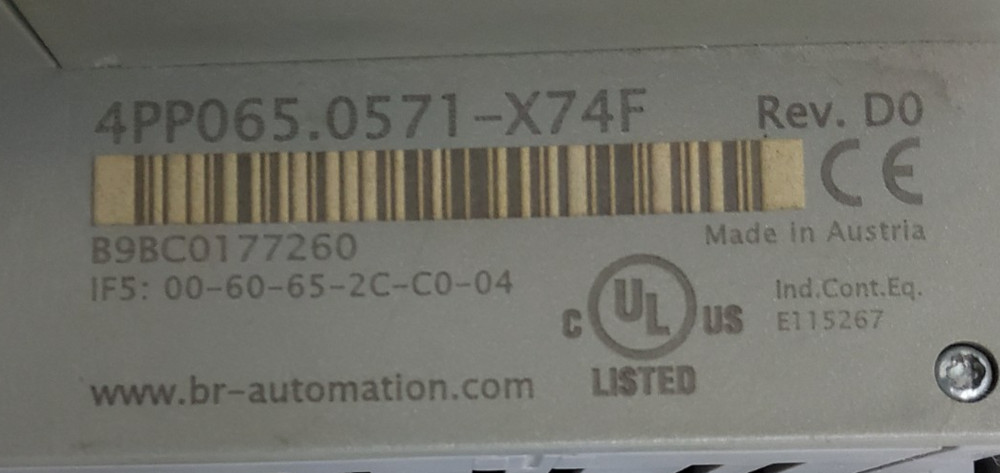 4PP065.0571-X74F Rev. D0
CE
B9BC0177260 Made in Austria
IF5: 00-60-65-2C-C0-04 Ind.Cont.Eq.
C UL US E115267
LISTED
www.br-automation.com